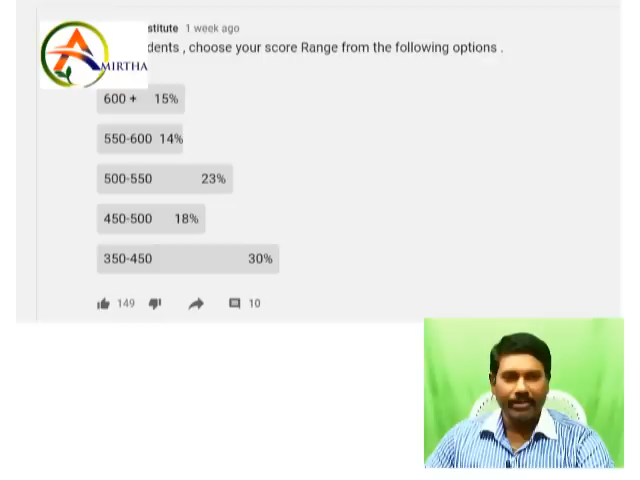 stitute 1 week ago
dents , choose your score Range from the following options .
AMIRTHA
600 + 15%
550-600 14%
500-550 23%
450-500 18%
350-450 30%
149 10